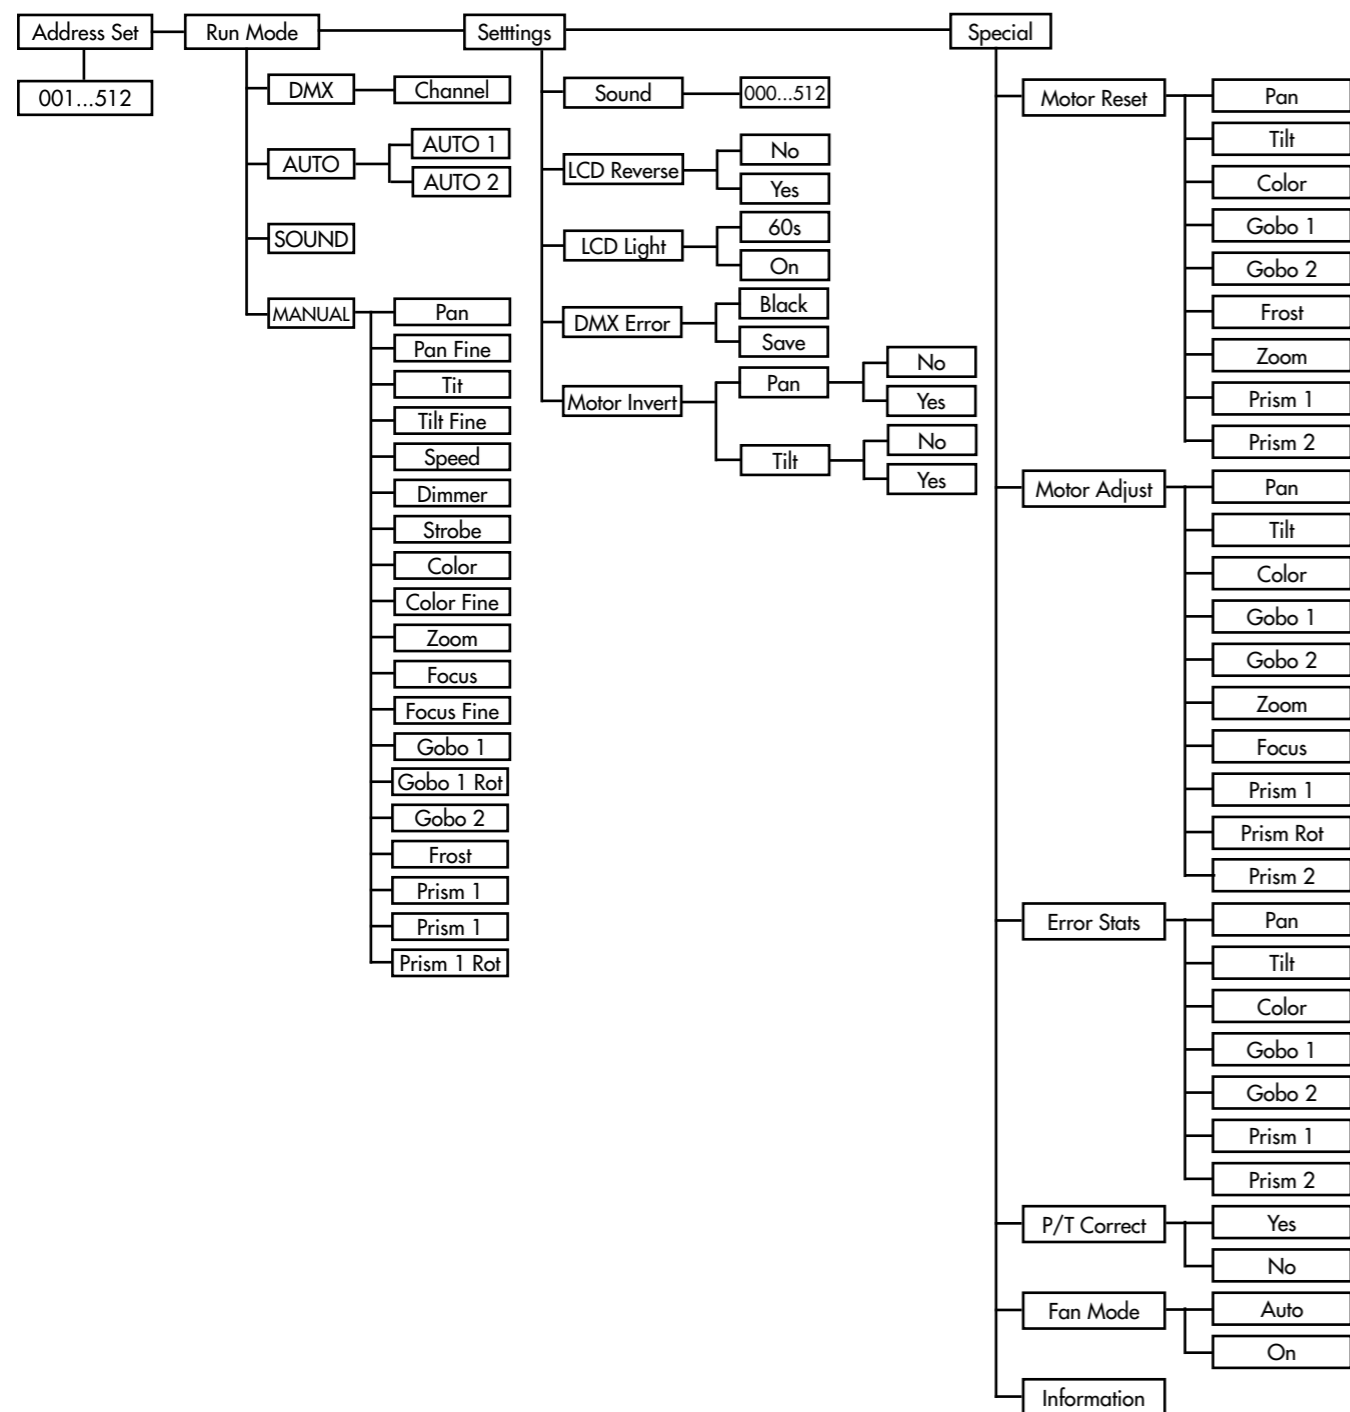 Address Set
Run Mode
Setttings
Special
001...512
DMX
Channel
AUTO
AUTO 1
AUTO 2
SOUND
MANUAL
Pan
Pan Fine
Tit
Tilt Fine
Speed
Dimmer
Strobe
Color
Color Fine
Zoom
Focus
Focus Fine
Gobo 1
Gobo 1 Rot
Gobo 2
Frost
Prism 1
Prism 1
Prism 1 Rot
Sound
000...512
LCD Reverse
No
Yes
LCD Light
60s
On
DMX Error
Black
Save
Motor Invert
Pan
No
Yes
Tilt
No
Yes
Motor Reset
Pan
Tilt
Color
Gobo 1
Gobo 2
Frost
Zoom
Prism 1
Prism 2
Motor Adjust
Pan
Tilt
Color
Gobo 1
Gobo 2
Zoom
Focus
Prism 1
Prism Rot
Prism 2
Error Stats
Pan
Tilt
Color
Gobo 1
Gobo 2
Prism 1
Prism 2
P/T Correct
Yes
No
Fan Mode
Auto
On
Information